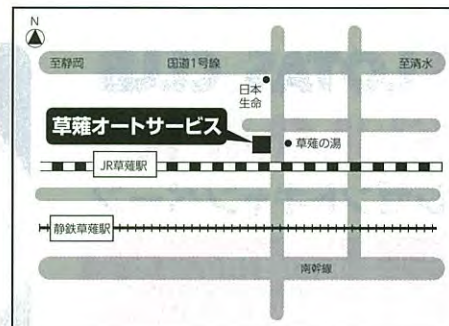 N
至静岡
国道1号線
至清水
日本
生命
草薙オートサービス
草薙の湯
JR草薙駅
静鉄草薙駅
南幹線